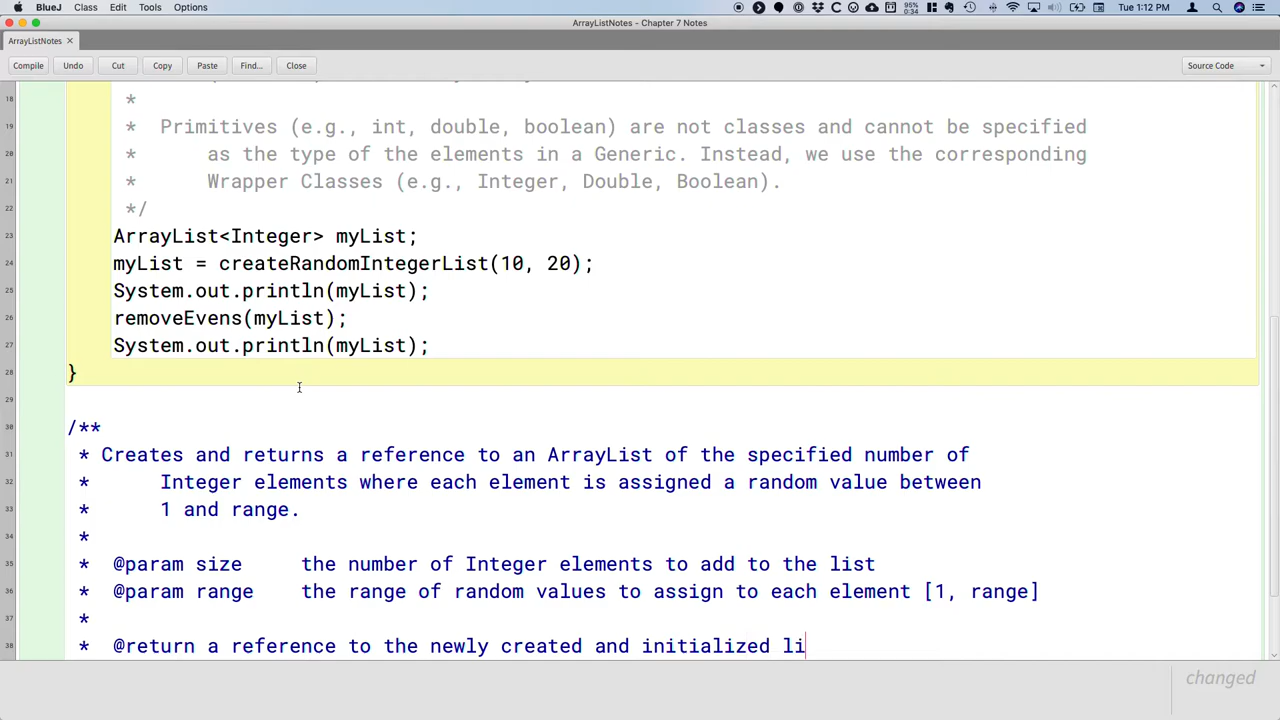 BlueJ Class Edit Tools Options 95% 0:34 Tue 1:12 PM
ArrayListNotes - Chapter 7 Notes
ArrayListNotes ×
Compile Undo Cut Copy Paste Find... Close Source Code
18 *
19 * Primitives (e.g., int, double, boolean) are not classes and cannot be specified
20 * as the type of the elements in a Generic. Instead, we use the corresponding
21 * Wrapper Classes (e.g., Integer, Double, Boolean).
22 */
23 ArrayList<Integer> myList;
24 myList = createRandomIntegerList(10, 20);
25 System.out.println(myList);
26 removeEvens(myList);
27 System.out.println(myList);
28 }
29
30 /**
31 * Creates and returns a reference to an ArrayList of the specified number of
32 * Integer elements where each element is assigned a random value between
33 * 1 and range.
34 *
35 * @param size the number of Integer elements to add to the list
36 * @param range the range of random values to assign to each element [1, range]
37 *
38 * @return a reference to the newly created and initialized li
changed